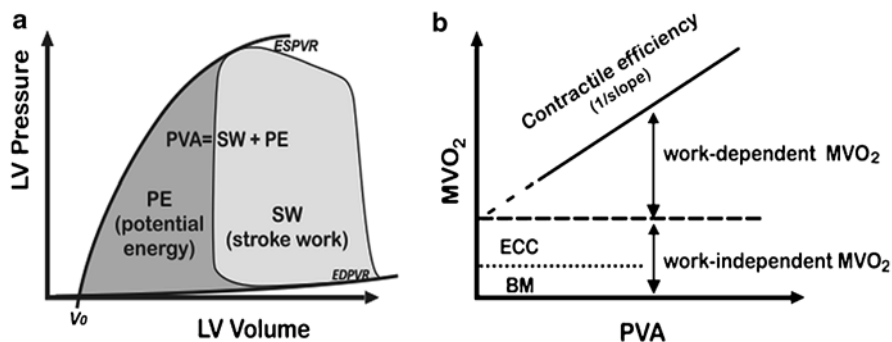 a
LV Pressure
ESPVR
PVA= SW + PE
PE
(potential
energy)
SW
(stroke work)
EDPVR
V₀
LV Volume
b
MVO₂
Contractile efficiency
(1/slope)
work-dependent MVO₂
ECC
work-independent MVO₂
BM
PVA